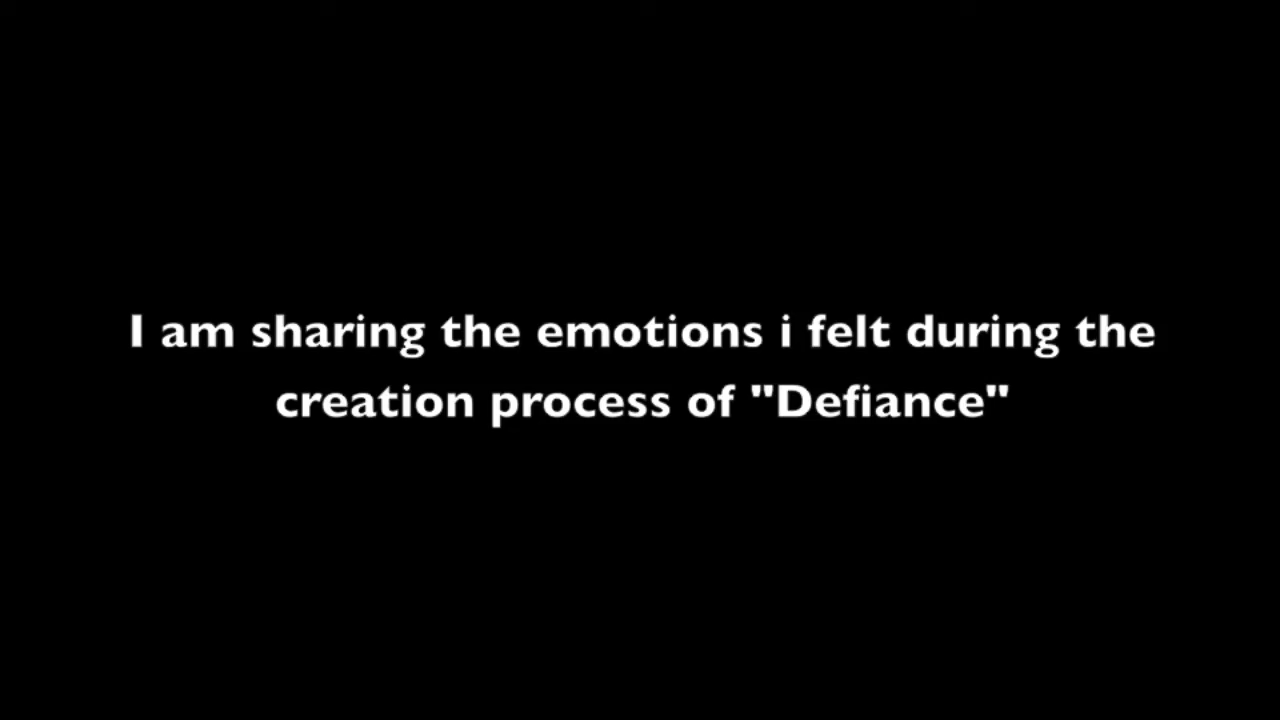 I am sharing the emotions i felt during the
creation process of "Defiance"